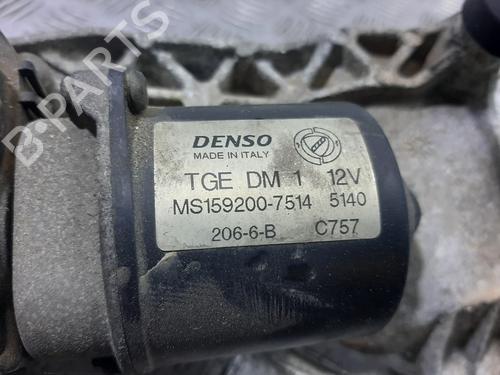 B-PARTS
DENSO
MADE IN ITALY
TGE DM 1 12V
MS159200-7514 5140
206-6-B C757